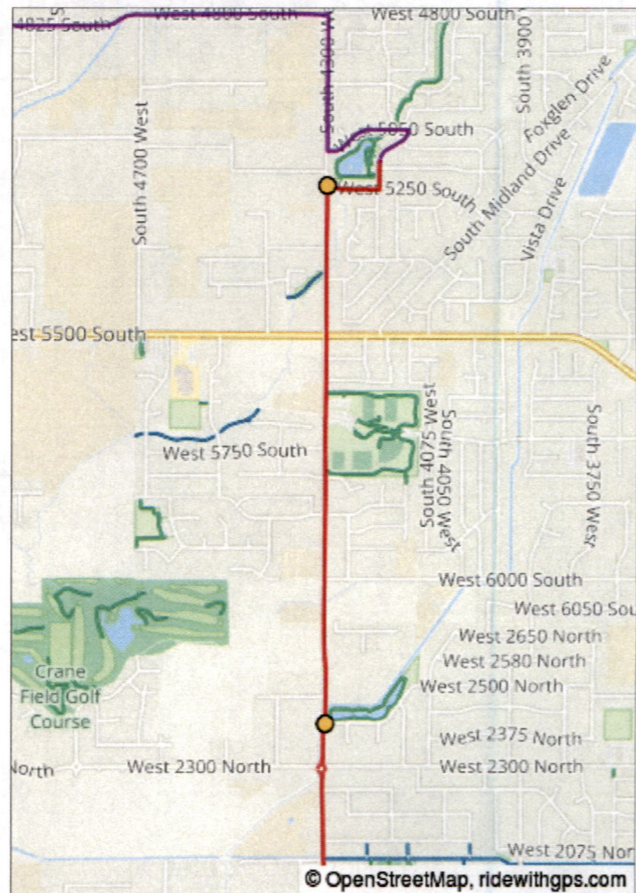 West 4800 South
West 4800 South
4825 South
South 4300 W
South 3900
Foxglen Drive
West 5050 South
South 4700 West
South Midland Drive
West 5250 South
Vista Drive
est 5500 South
South 4075 West
South 4050 West
South 3750 West
West 5750 South
West 6000 South
West 6050 Sou
West 2650 North
West 2580 North
Crane
Field Golf
Course
West 2500 North
West 2375 North
North
West 2300 North
West 2300 North
West 2075 Nor
© OpenStreetMap, ridewithgps.com